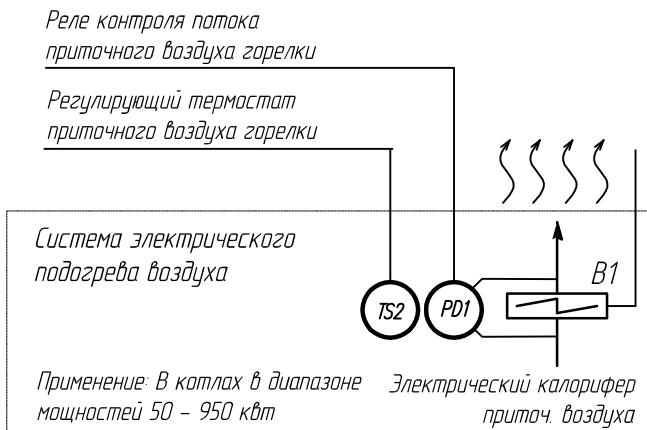 Реле контроля потока
приточного воздуха горелки
Регулирующий термостат
приточного воздуха горелки
Система электрического
подогрева воздуха
B1
TS2
PD1
Применение: В котлах в диапазоне
мощностей 50 - 950 квт
Электрический калорифер
приточ. воздуха